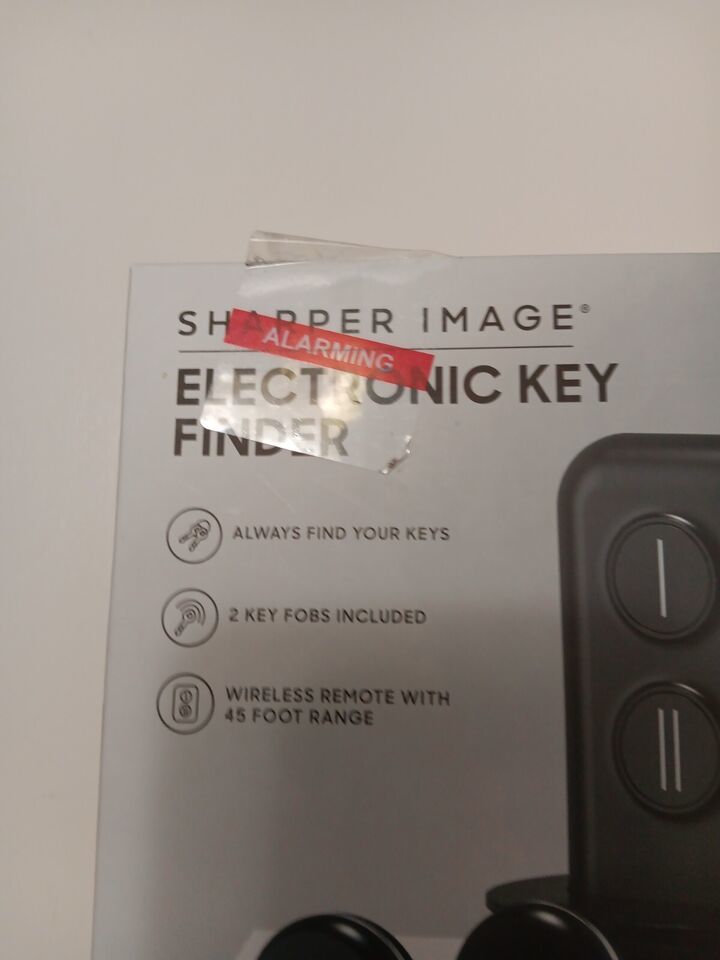 SHARPER IMAGE®
ALARMiNG
ELECTRONIC KEY
FINDER
ALWAYS FIND YOUR KEYS
2 KEY FOBS INCLUDED
WIRELESS REMOTE WITH
45 FOOT RANGE
I
II